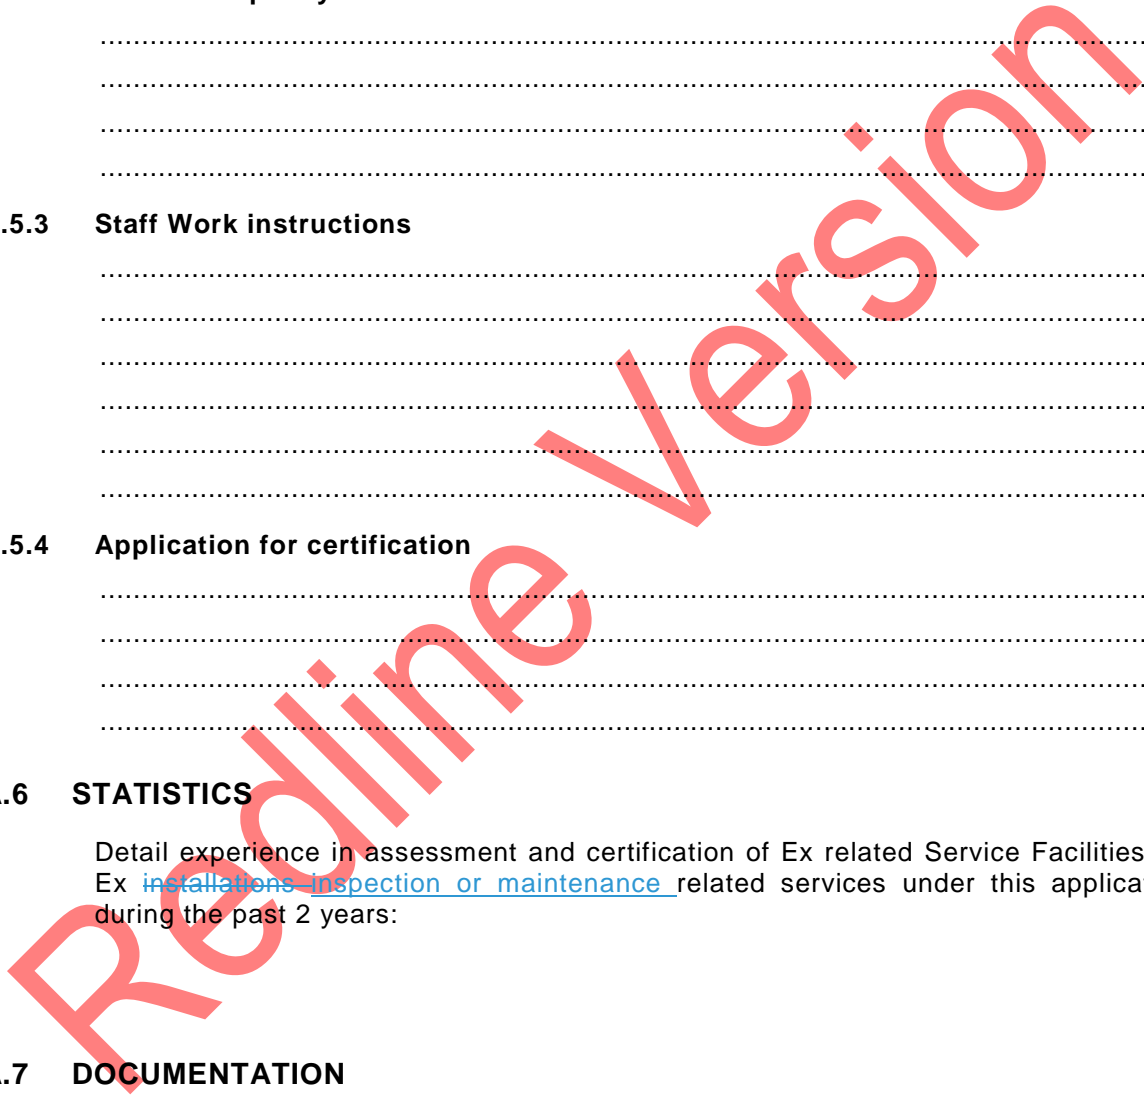 .5.3 Staff Work instructions
.5.4 Application for certification
.6 STATISTICS
Detail experience in assessment and certification of Ex related Service Facilities
Ex installations inspection or maintenance related services under this applicat
during the past 2 years:
.7 DOCUMENTATION
Redline Version